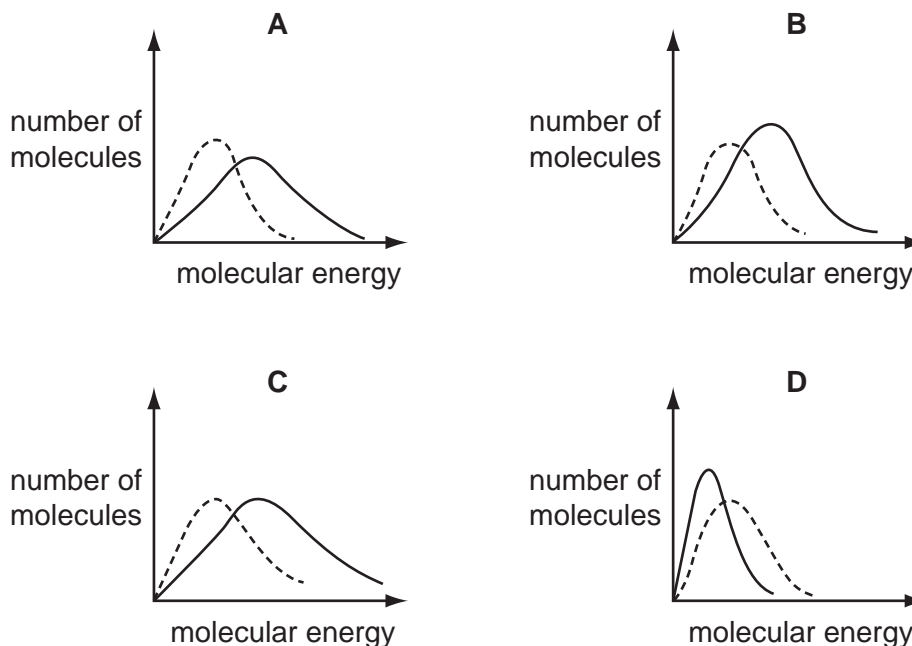 A
number of
molecules
molecular energy
B
number of
molecules
molecular energy
C
number of
molecules
molecular energy
D
number of
molecules
molecular energy